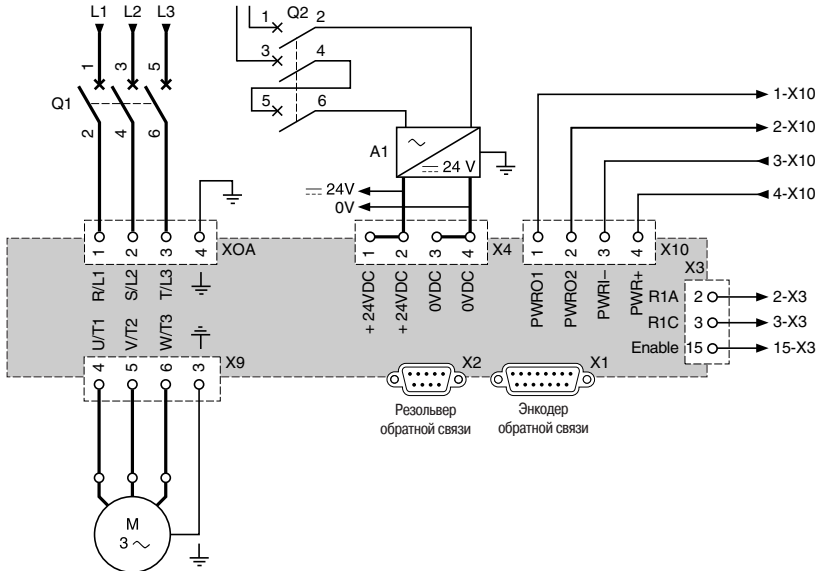 L1 L2 L3
Q2
1 2
3 4
5 6
1 3 5
Q1
2 4 6
A1
24 V
24V
0V
1-X10
2-X10
3-X10
4-X10
1 2 3 4 XOA
R/L1 S/L2 T/L3
1 2 3 4 X4
+ 24VDC + 24VDC 0VDC 0VDC
1 2 3 4 X10
PWRO1 PWRO2 PWRI− PWR+
X3
R1A 2 2-X3
R1C 3 3-X3
Enable 15 15-X3
U/T1 V/T2 W/T3
4 5 6 3 X9
X2
X1
Резольвер
обратной связи
Энкодер
обратной связи
M
3 ~